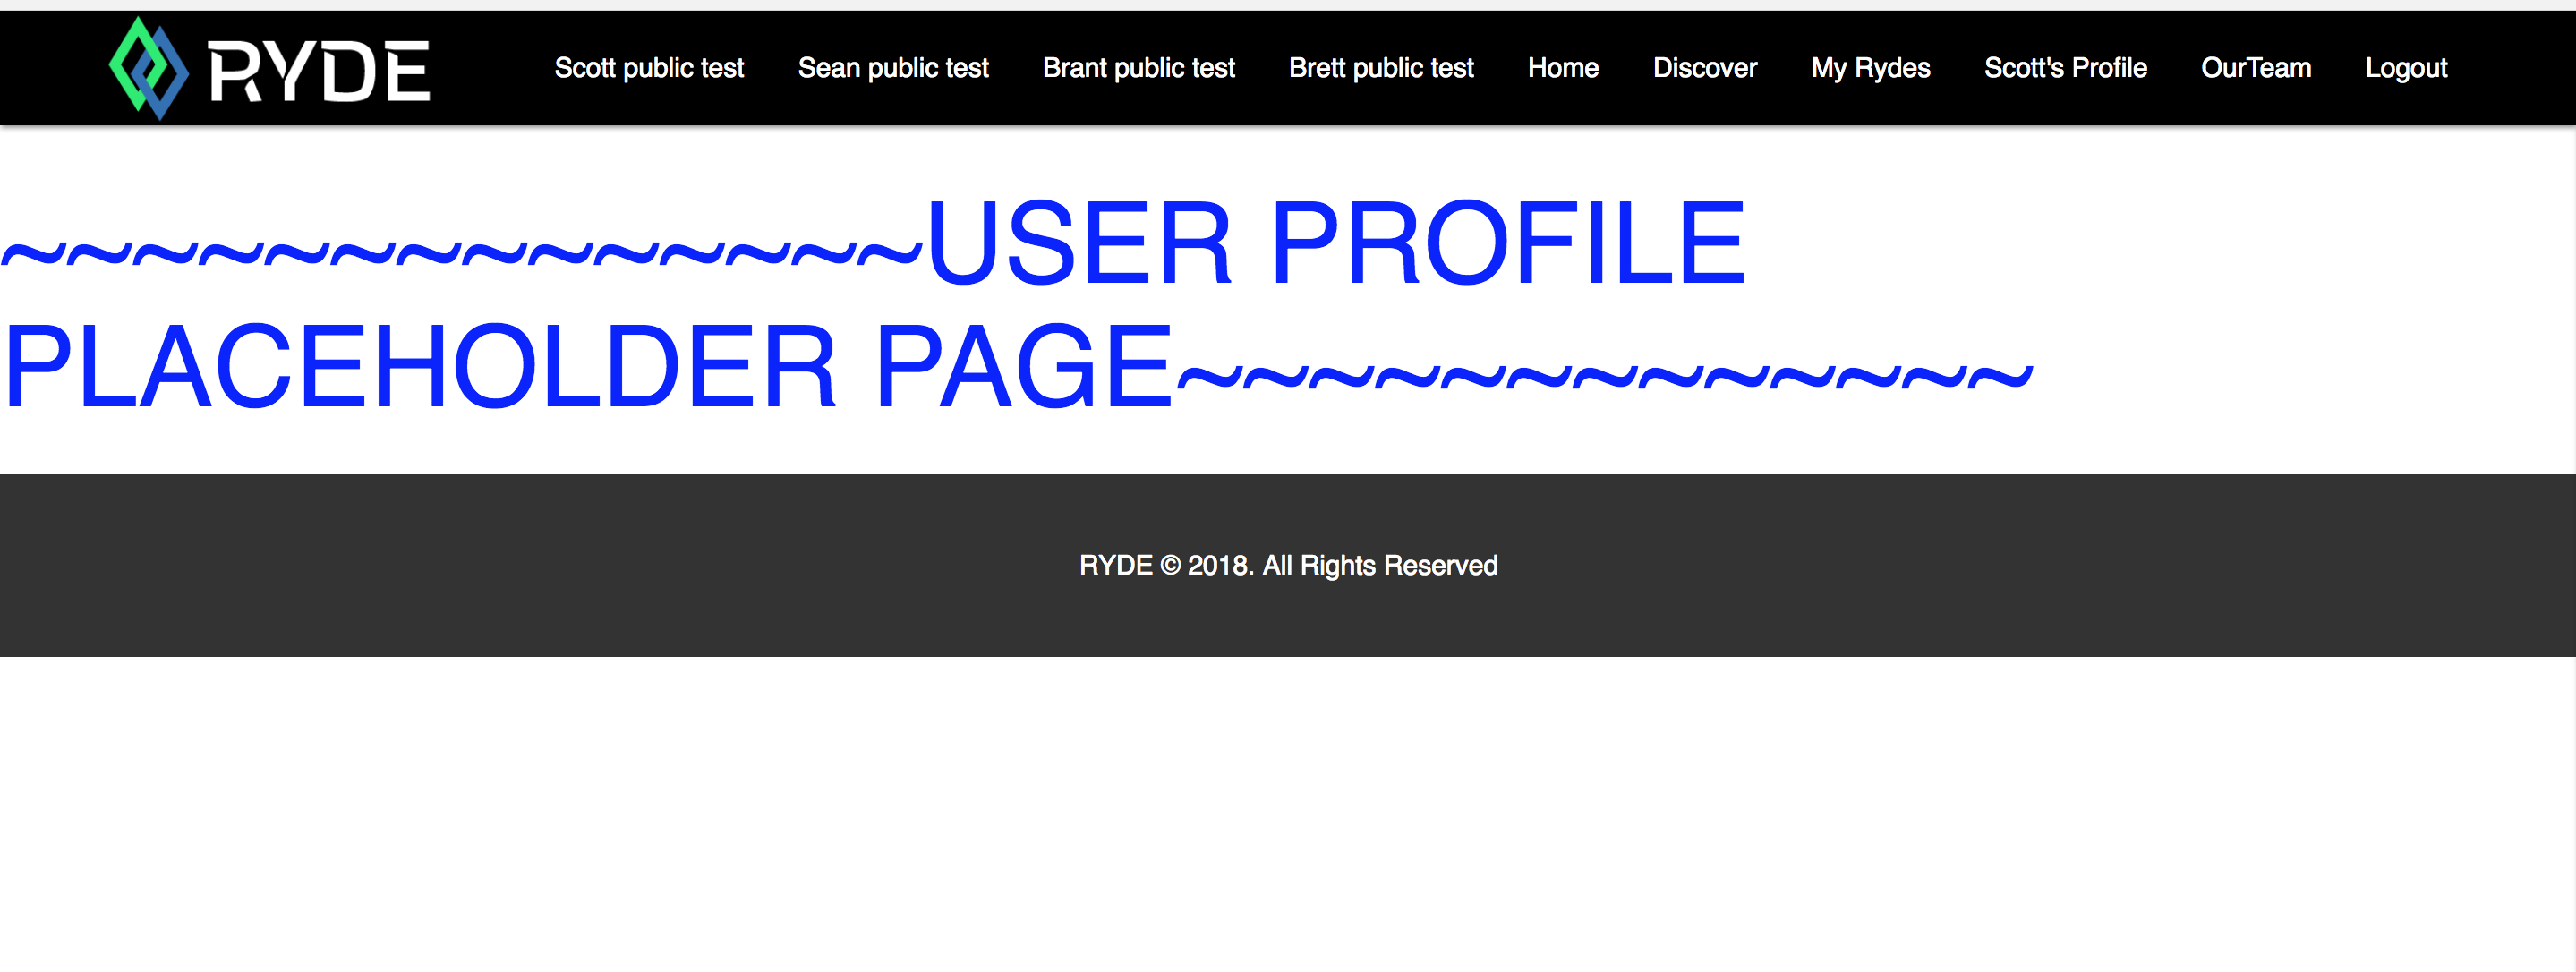 RYDE Scott public test Sean public test Brant public test Brett public test Home Discover My Rydes Scott's Profile OurTeam Logout
~~~~~~~~~~~~~~USER PROFILE
PLACEHOLDER PAGE~~~~~~~~~~~~~
RYDE © 2018. All Rights Reserved